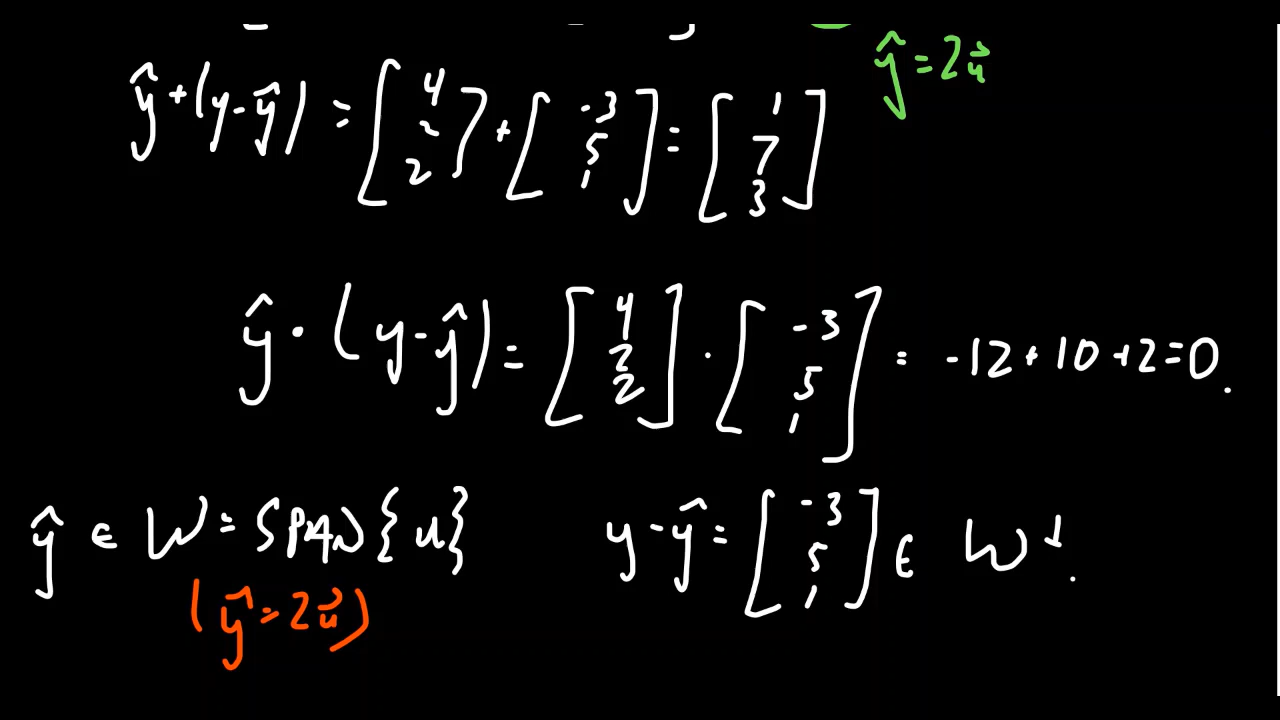 ŷ = 2u⃗
ŷ + (y - ŷ) = [4 2 2] + [-3 5 1] = [1 7 3]
ŷ · (y - ŷ) = [4 2 2] · [-3 5 1] = -12 + 10 + 2 = 0.
ŷ ∈ W = SPAN{u} y - ŷ = [-3 5 1] ∈ W⊥.
(ŷ = 2u⃗)